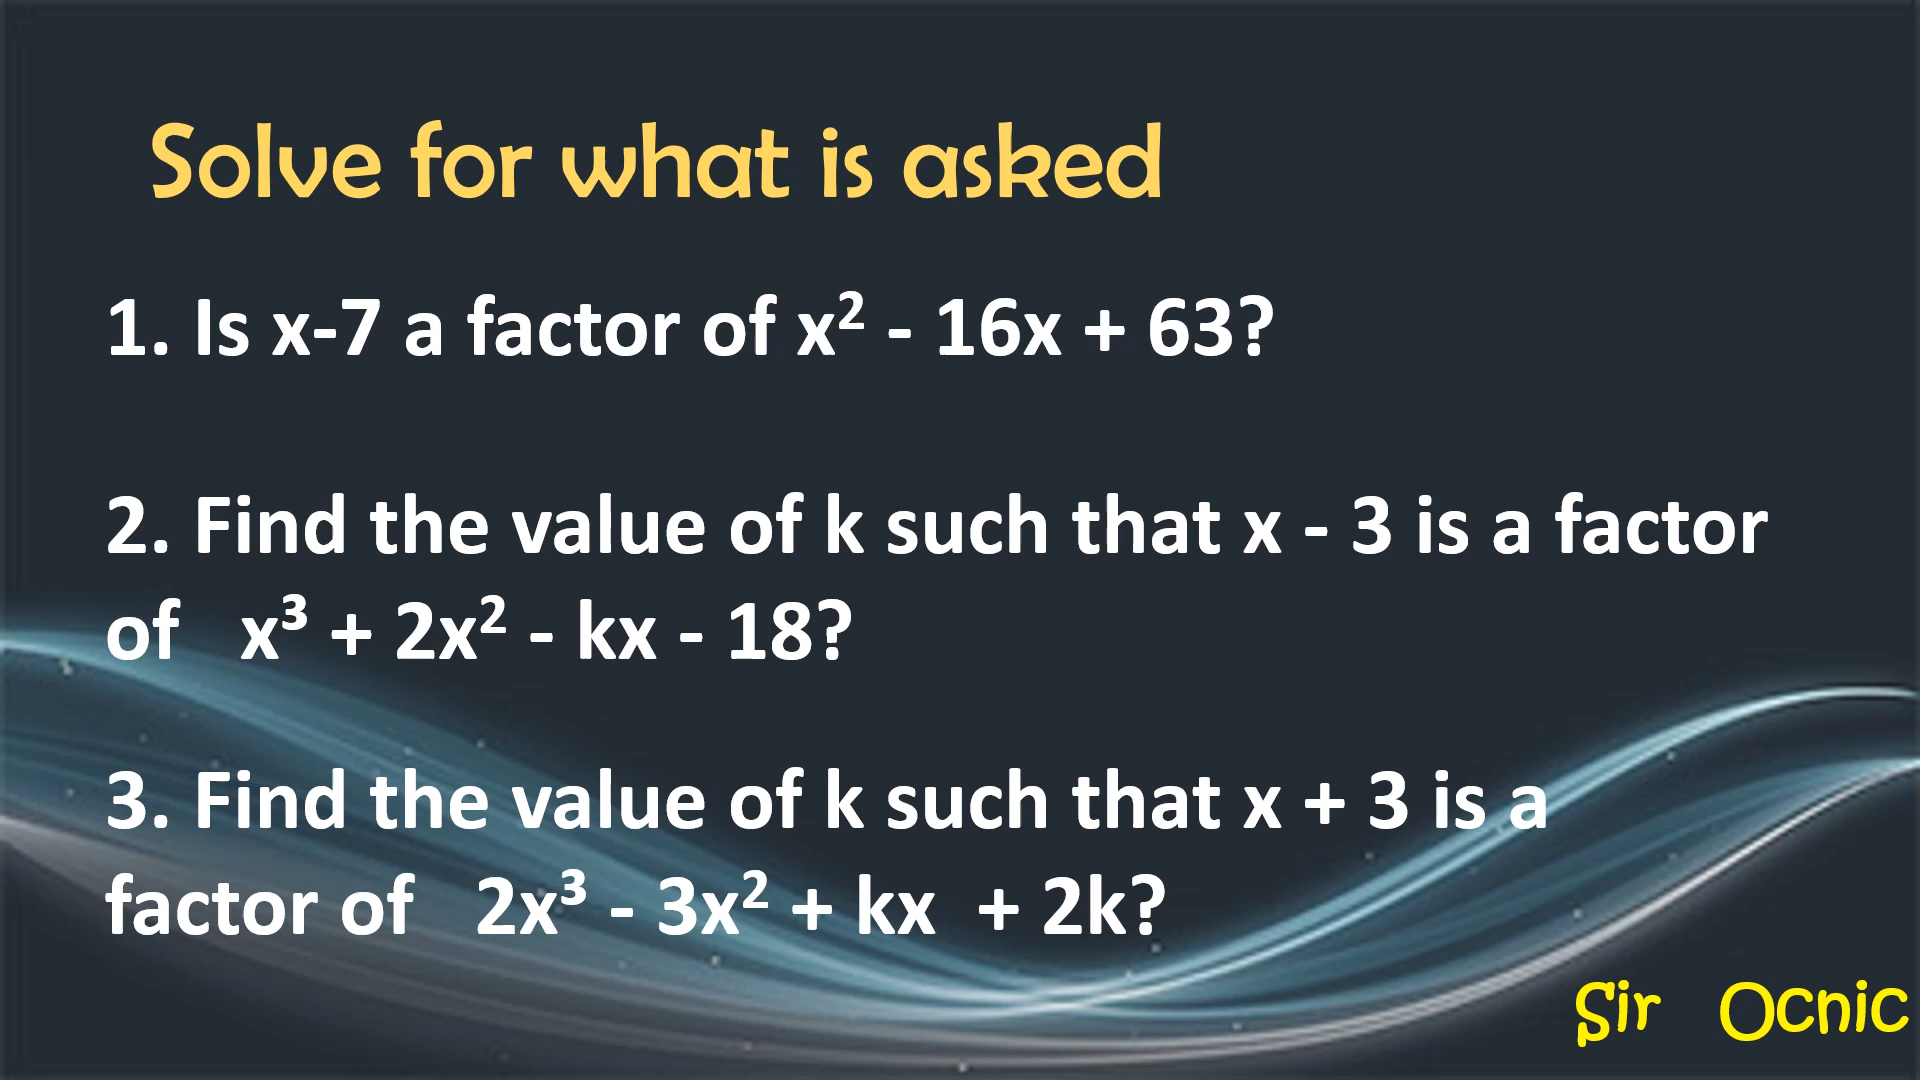 Solve for what is asked
1. Is x-7 a factor of x² - 16x + 63?
2. Find the value of k such that x - 3 is a factor
of x³ + 2x² - kx - 18?
3. Find the value of k such that x + 3 is a
factor of 2x³ - 3x² + kx + 2k?
Sir Ocnic